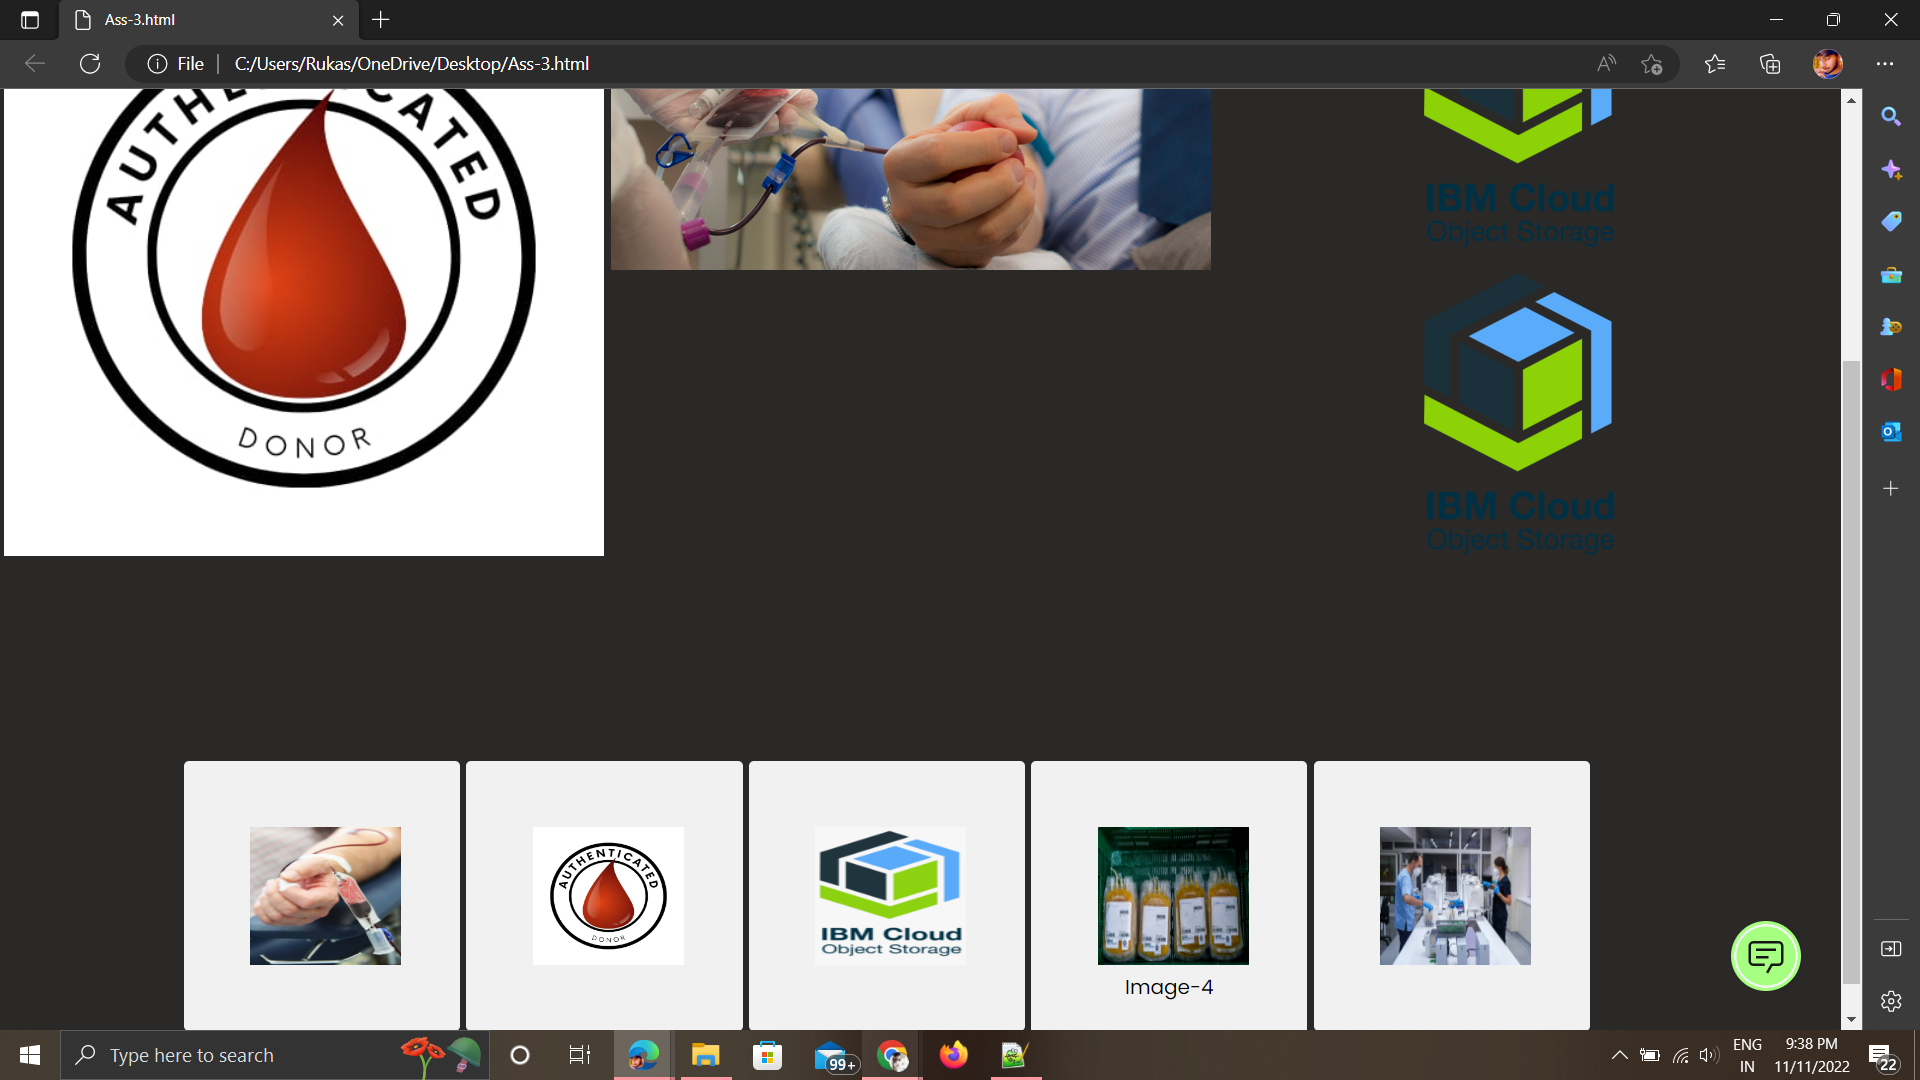 Ass-3.html
File
C:/Users/Rukas/OneDrive/Desktop/Ass-3.html
AUTHENTICATED
DONOR
IBM Cloud
Object Storage
IBM Cloud
Object Storage
AUTHENTICATED
DONOR
IBM Cloud
Object Storage
Image-4
Type here to search
99+
ENG
IN
9:38 PM
11/11/2022
22